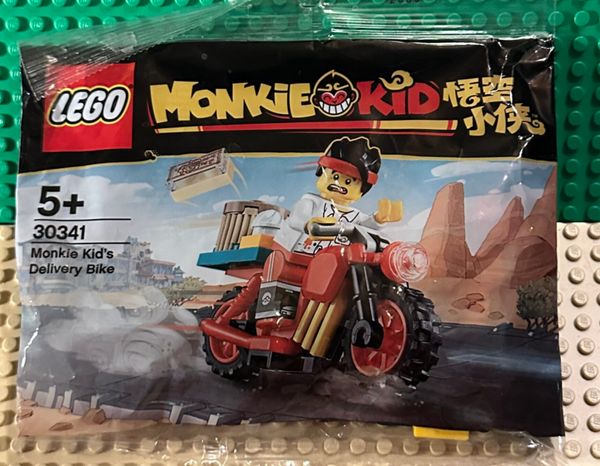 LEGO
MONKIE KID
悟空
小侠
5+
30341
Monkie Kid's
Delivery Bike